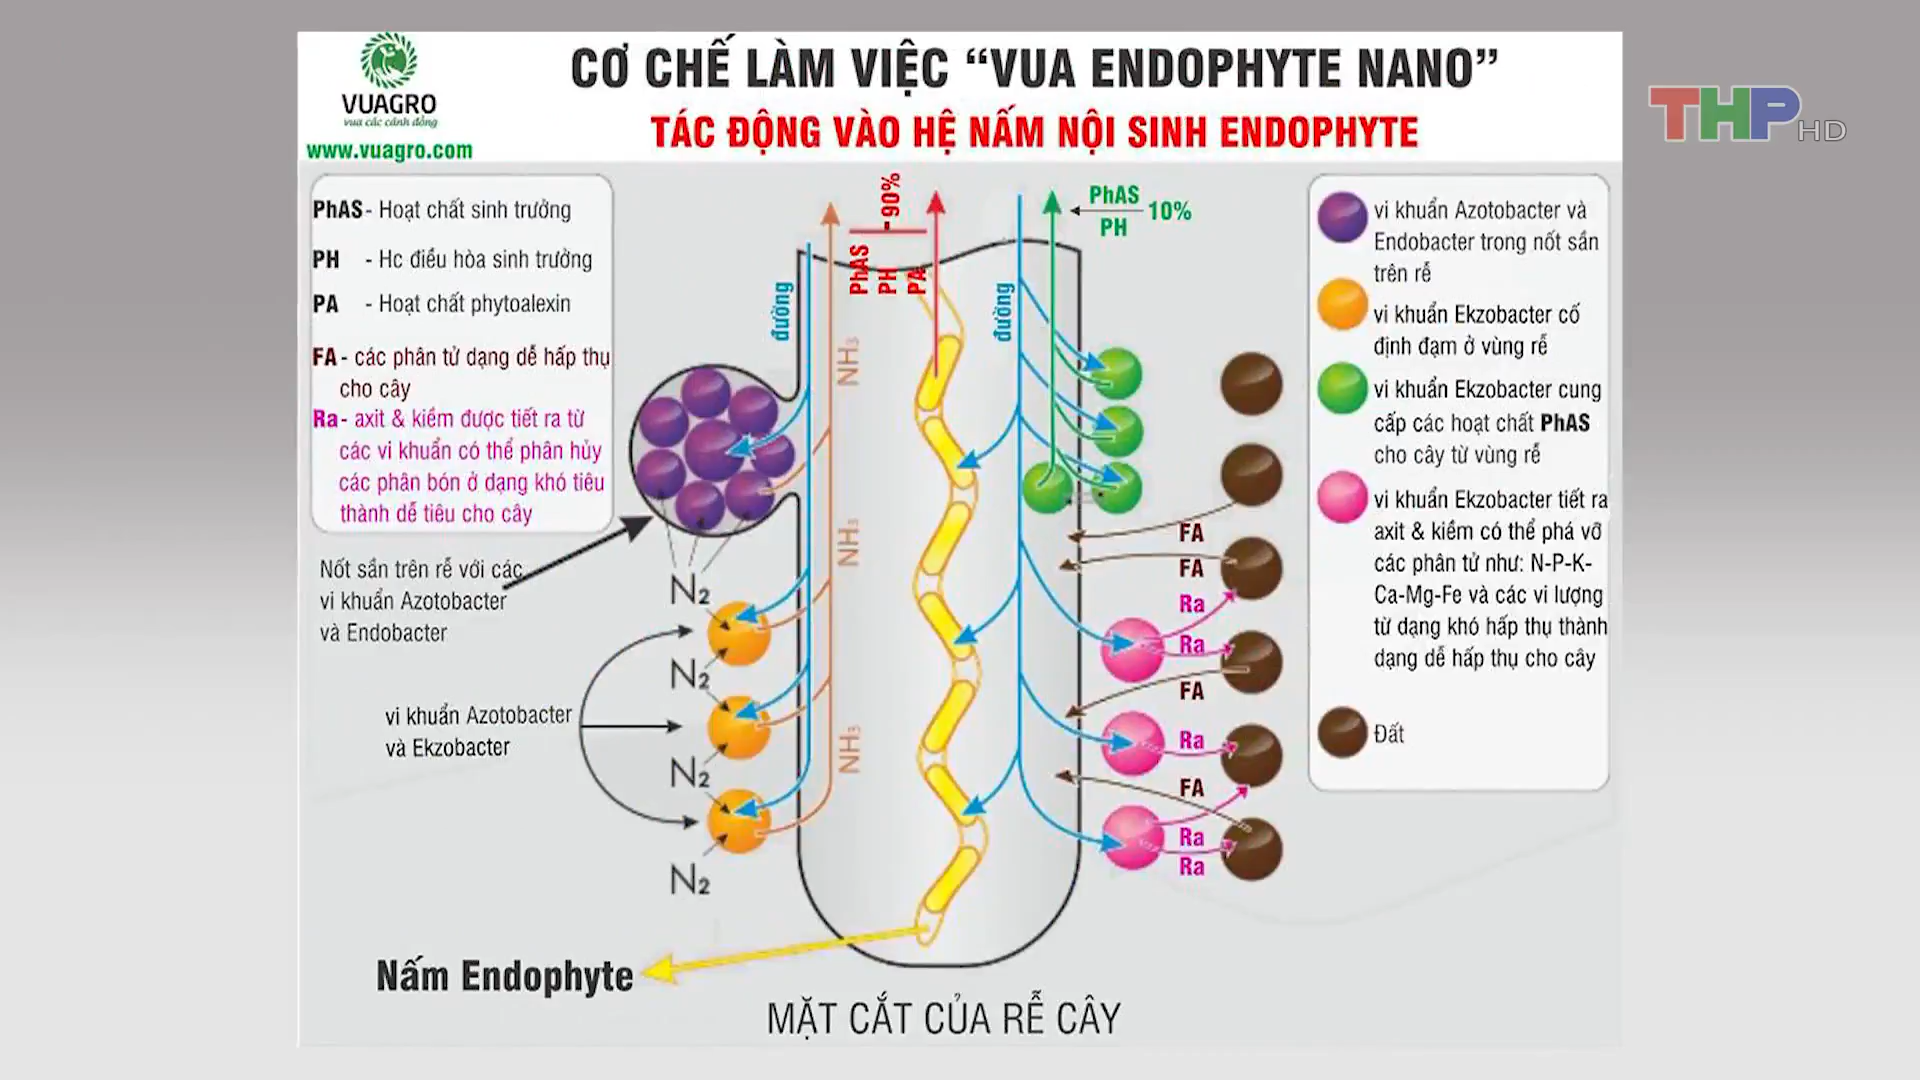 VUAGRO
vua các cánh đồng
www.vuagro.com
CƠ CHẾ LÀM VIỆC “VUA ENDOPHYTE NANO”
TÁC ĐỘNG VÀO HỆ NẤM NỘI SINH ENDOPHYTE
THP HD
PhAS - Hoạt chất sinh trưởng
PH - Hc điều hòa sinh trưởng
PA - Hoạt chất phytoalexin
FA - các phân tử dạng dễ hấp thụ
cho cây
Ra - axit & kiềm được tiết ra từ
các vi khuẩn có thể phân hủy
các phân bón ở dạng khó tiêu
thành dễ tiêu cho cây
Nốt sần trên rễ với các
vi khuẩn Azotobacter
và Endobacter
vi khuẩn Azotobacter
và Ekzobacter
N2
N2
N2
N2
đường
NH3
NH3
NH3
PhAS
PH
PA
90%
đường
PhAS
PH
10%
FA
FA
Ra
Ra
FA
Ra
FA
Ra
Ra
vi khuẩn Azotobacter và
Endobacter trong nốt sần
trên rễ
vi khuẩn Ekzobacter cố
định đạm ở vùng rễ
vi khuẩn Ekzobacter cung
cấp các hoạt chất PhAS
cho cây từ vùng rễ
vi khuẩn Ekzobacter tiết ra
axit & kiềm có thể phá vỡ
các phân tử như: N-P-K-
Ca-Mg-Fe và các vi lượng
từ dạng khó hấp thụ thành
dạng dễ hấp thụ cho cây
Đất
Nấm Endophyte
MẶT CẮT CỦA RỄ CÂY